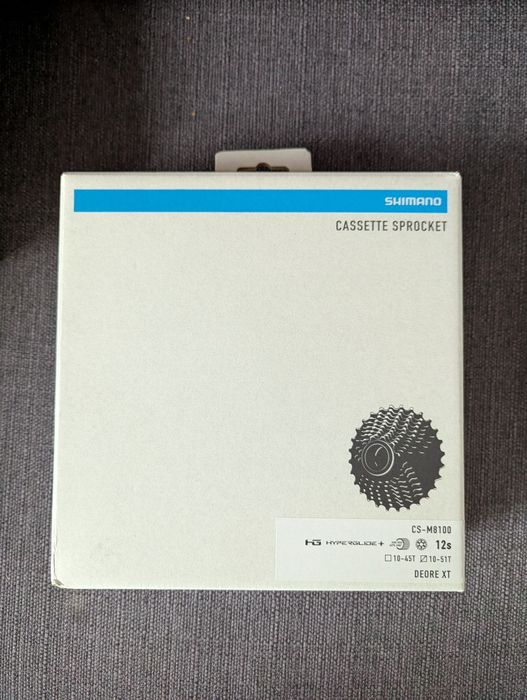 SHIMANO
CASSETTE SPROCKET
CS-M8100
HG HYPERGLIDE+ 12s
☐10-45T ☑10-51T
DEORE XT